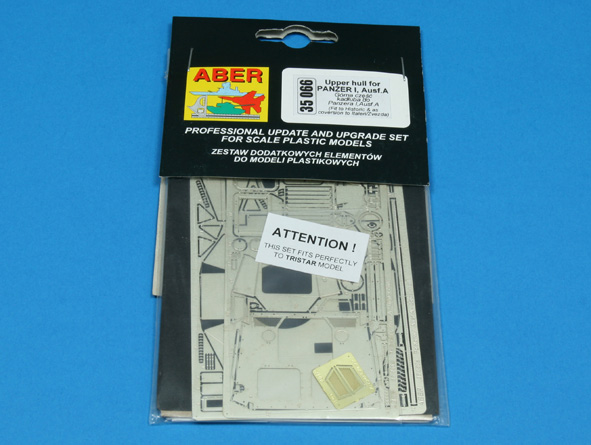 ABER
35 066
Upper hull for
PANZER I, Ausf.A
Górna część
kadłuba do
Panzera I,Ausf.A
(Fit to Historic & as
conversion to Italeri/Zvezda)
PROFESSIONAL UPDATE AND UPGRADE SET
FOR SCALE PLASTIC MODELS
ZESTAW DODATKOWYCH ELEMENTÓW
DO MODELI PLASTIKOWYCH
ATTENTION !
THIS SET FITS PERFECTLY
TO TRISTAR MODEL